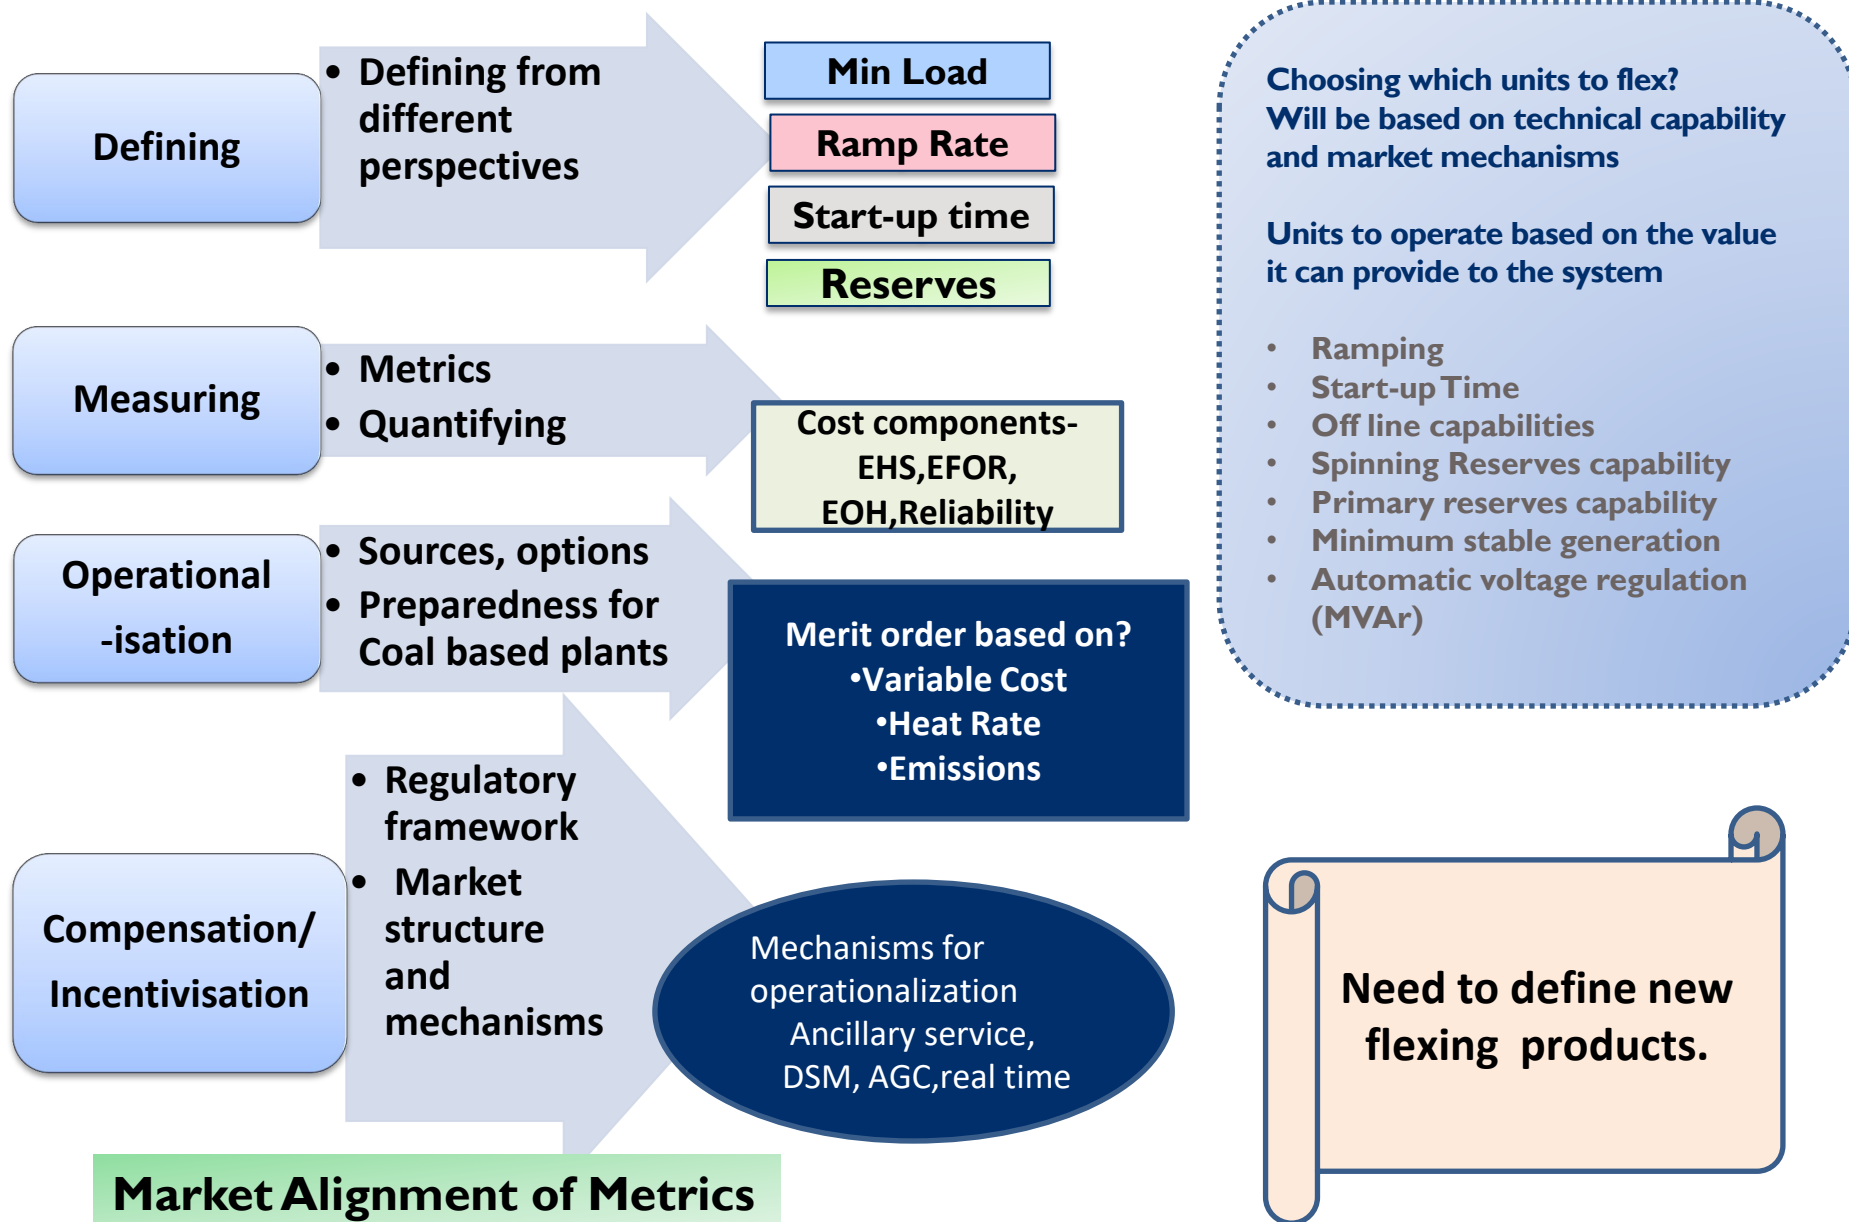 Defining
• Defining from
different
perspectives
Min Load
Ramp Rate
Start-up time
Reserves
Measuring
• Metrics
• Quantifying
Cost components-
EHS,EFOR,
EOH,Reliability
Operational
-isation
• Sources, options
• Preparedness for
Coal based plants
Merit order based on?
•Variable Cost
•Heat Rate
•Emissions
Compensation/
Incentivisation
• Regulatory
framework
• Market
structure
and
mechanisms
Mechanisms for
operationalization
Ancillary service,
DSM, AGC,real time
Market Alignment of Metrics
Choosing which units to flex?
Will be based on technical capability
and market mechanisms
Units to operate based on the value
it can provide to the system
• Ramping
• Start-up Time
• Off line capabilities
• Spinning Reserves capability
• Primary reserves capability
• Minimum stable generation
• Automatic voltage regulation
(MVAr)
Need to define new
flexing products.